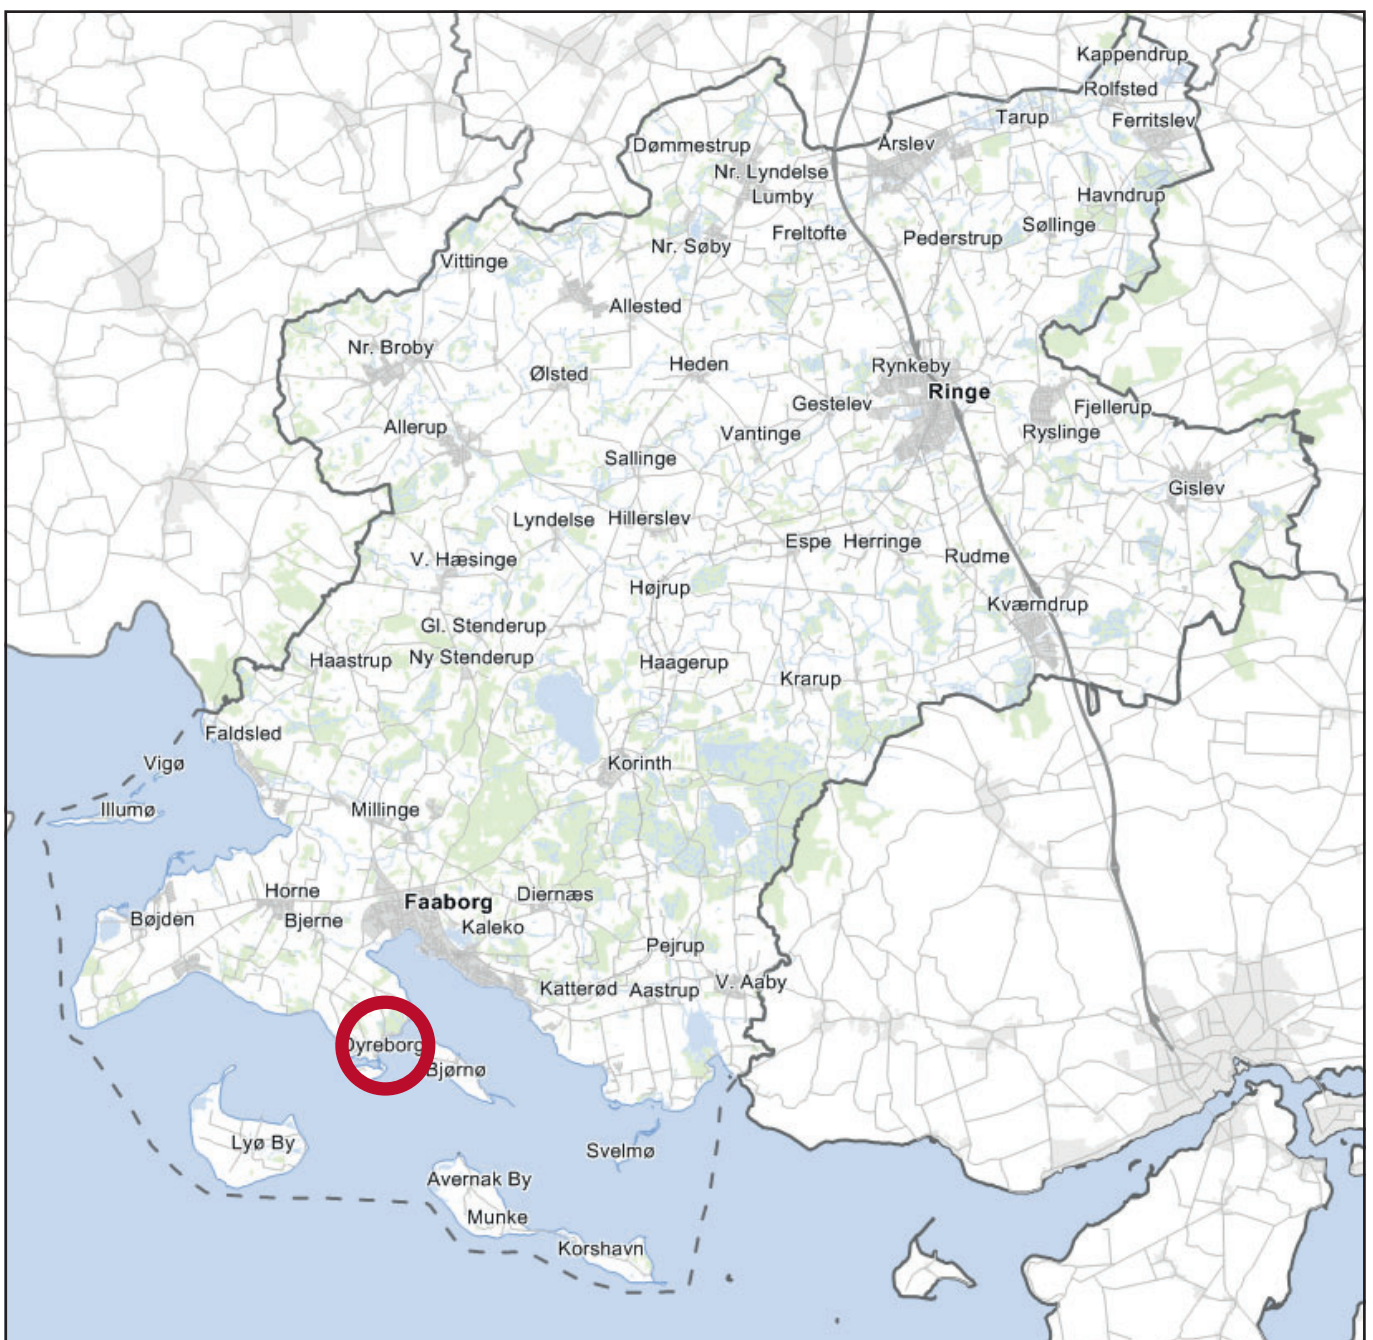 Kappendrup
Rolfsted
Tarup
Ferritslev
Dømmestrup
Årslev
Nr. Lyndelse
Lumby
Havndrup
Søllinge
Freltofte
Pederstrup
Nr. Søby
Vittinge
Allested
Nr. Broby
Ølsted
Heden
Rynkeby
Ringe
Gestelev
Fjellerup
Allerup
Vantinge
Ryslinge
Sallinge
Gislev
Lyndelse
Hillerslev
Espe
Herringe
Rudme
V. Hæsinge
Højrup
Kværndrup
Gl. Stenderup
Haastrup
Ny Stenderup
Haagerup
Krarup
Faldsled
Vigø
Korinth
Illumø
Millinge
Horne
Diernæs
Faaborg
Bøjden
Bjerne
Kaleko
Pejrup
Katterød
Aastrup
V. Aaby
Dyreborg
Bjørnø
Lyø By
Svelmø
Avernak By
Munke
Korshavn